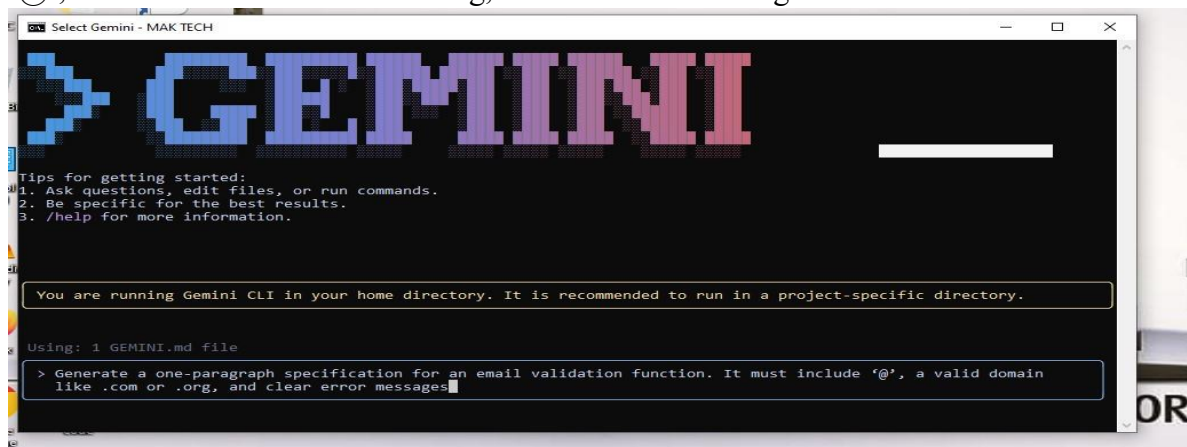 Select Gemini - MAK TECH
> GEMINI
Tips for getting started:
1. Ask questions, edit files, or run commands.
2. Be specific for the best results.
3. /help for more information.
You are running Gemini CLI in your home directory. It is recommended to run in a project-specific directory.
Using: 1 GEMINI.md file
> Generate a one-paragraph specification for an email validation function. It must include ‘@’, a valid domain
like .com or .org, and clear error messages
OR